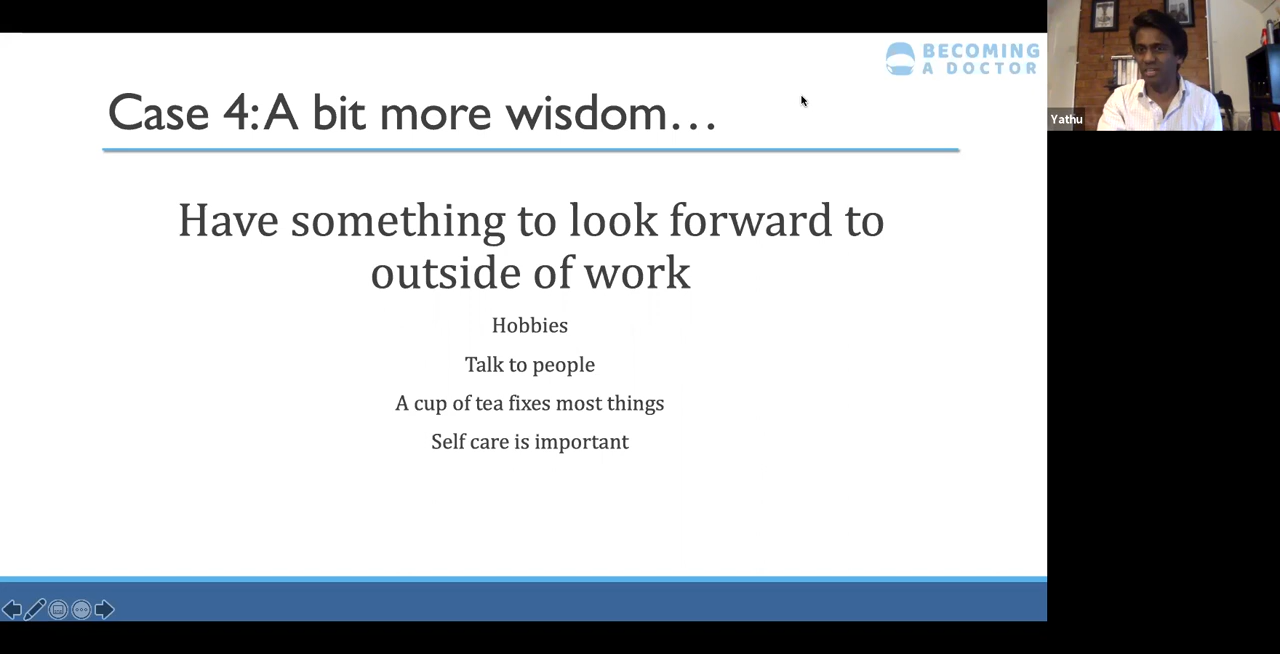 BECOMING
A DOCTOR
Case 4: A bit more wisdom…
Have something to look forward to
outside of work
Hobbies
Talk to people
A cup of tea fixes most things
Self care is important
Yathu